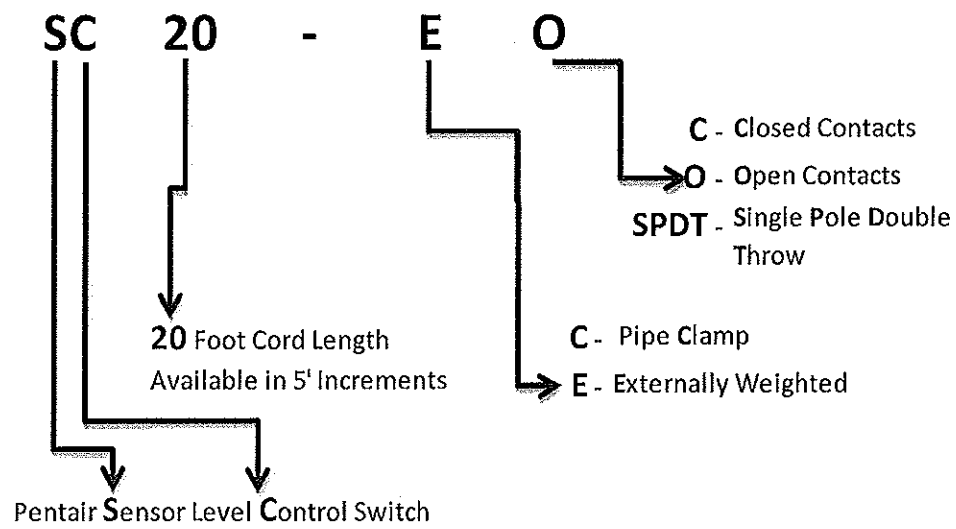 SC 20 - E O
C - Closed Contacts
O - Open Contacts
SPDT - Single Pole Double
Throw
20 Foot Cord Length
Available in 5' Increments
C - Pipe Clamp
E - Externally Weighted
Pentair Sensor Level Control Switch